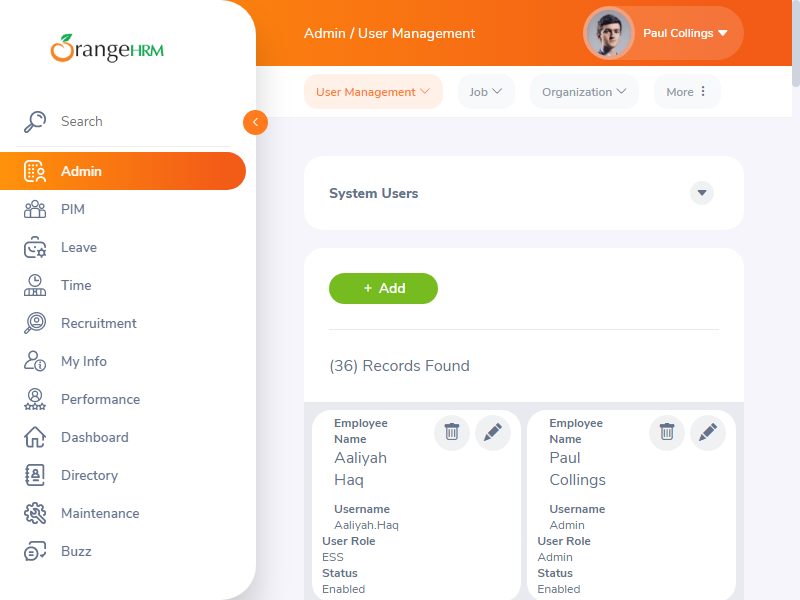 OrangeHRM
Search
Admin
PIM
Leave
Time
Recruitment
My Info
Performance
Dashboard
Directory
Maintenance
Buzz
Admin / User Management
Paul Collings
User Management
Job
Organization
More
System Users
+ Add
(36) Records Found
Employee
Name
Aaliyah
Haq
Username
Aaliyah.Haq
User Role
ESS
Status
Enabled
Employee
Name
Paul
Collings
Username
Admin
User Role
Admin
Status
Enabled